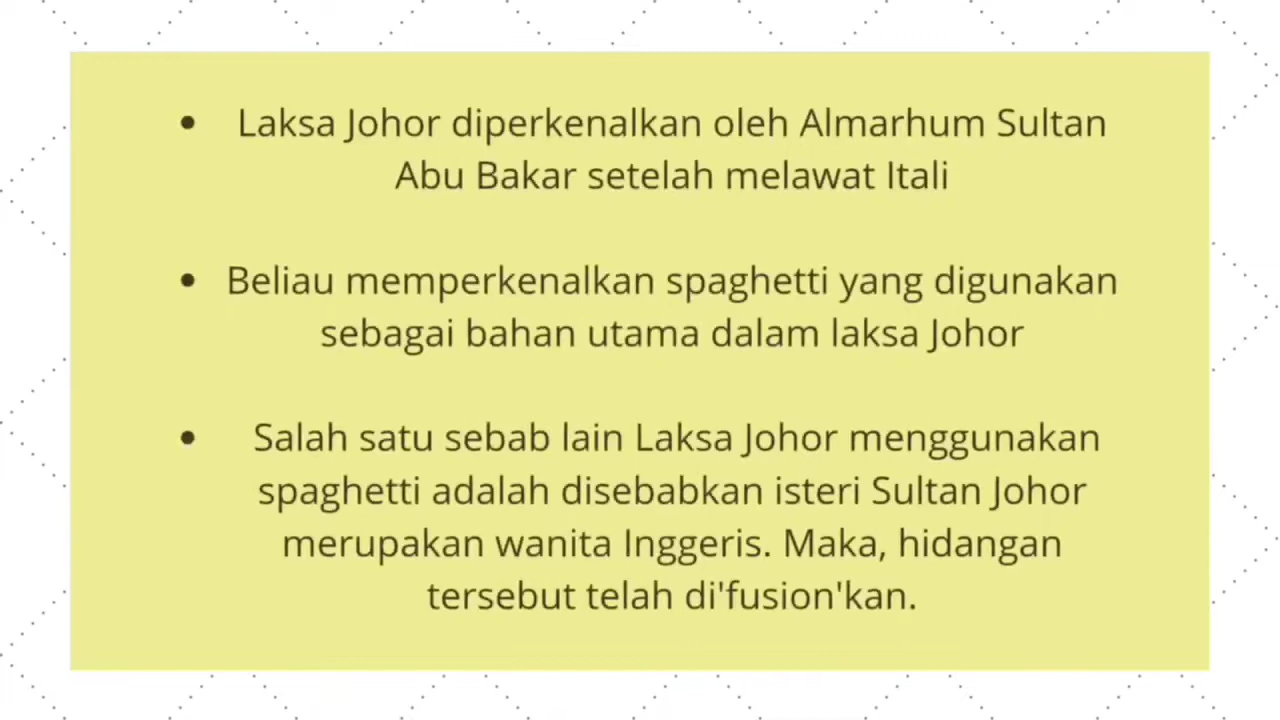 • Laksa Johor diperkenalkan oleh Almarhum Sultan
Abu Bakar setelah melawat Itali
• Beliau memperkenalkan spaghetti yang digunakan
sebagai bahan utama dalam laksa Johor
• Salah satu sebab lain Laksa Johor menggunakan
spaghetti adalah disebabkan isteri Sultan Johor
merupakan wanita Inggeris. Maka, hidangan
tersebut telah di'fusion'kan.